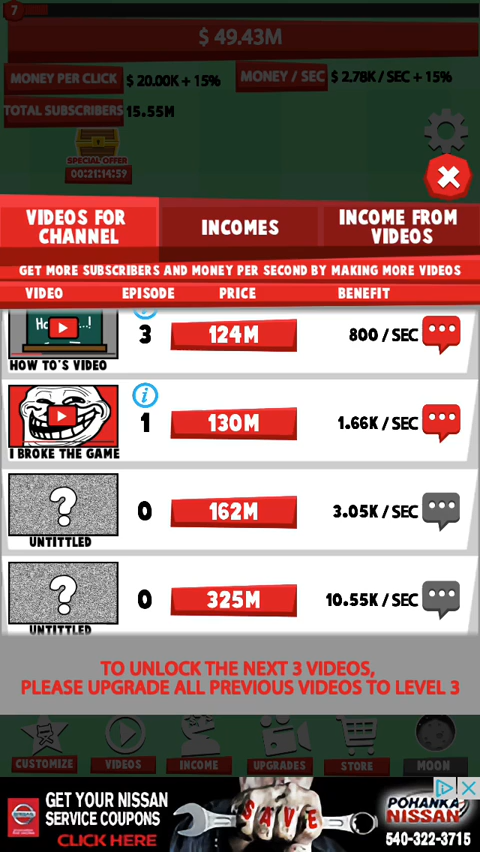 7
$ 49.43M
MONEY PER CLICK $ 20.00K + 15% MONEY / SEC $ 2.78K / SEC + 15%
TOTAL SUBSCRIBERS 15.55M
SPECIAL OFFER
00:21:14:59
VIDEOS FOR CHANNEL
INCOMES
INCOME FROM VIDEOS
GET MORE SUBSCRIBERS AND MONEY PER SECOND BY MAKING MORE VIDEOS
VIDEO EPISODE PRICE BENEFIT
3 124M 800 / SEC
HOW TO'S VIDEO
i
1 130M 1.66K / SEC
I BROKE THE GAME
? 0 162M 3.05K / SEC
UNTITTLED
? 0 325M 10.55K / SEC
UNTITTLED
TO UNLOCK THE NEXT 3 VIDEOS,
PLEASE UPGRADE ALL PREVIOUS VIDEOS TO LEVEL 3
CUSTOMIZE VIDEOS INCOME UPGRADES STORE MOON
GET YOUR NISSAN
SERVICE COUPONS
CLICK HERE
SAVE
POHANKA
NISSAN
540-322-3715